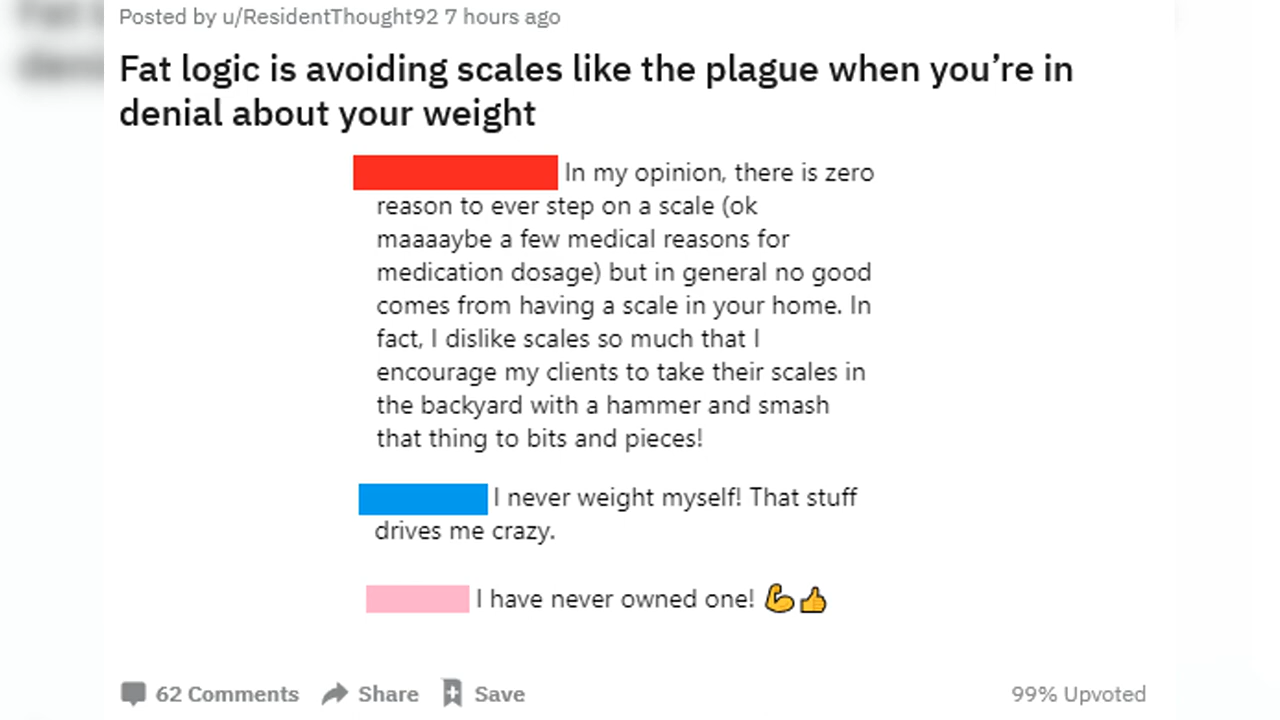 Posted by u/ResidentThought92 7 hours ago
Fat logic is avoiding scales like the plague when you’re in
denial about your weight
In my opinion, there is zero
reason to ever step on a scale (ok
maaaaybe a few medical reasons for
medication dosage) but in general no good
comes from having a scale in your home. In
fact, I dislike scales so much that I
encourage my clients to take their scales in
the backyard with a hammer and smash
that thing to bits and pieces!
I never weight myself! That stuff
drives me crazy.
I have never owned one! 💪👍
62 Comments Share Save 99% Upvoted